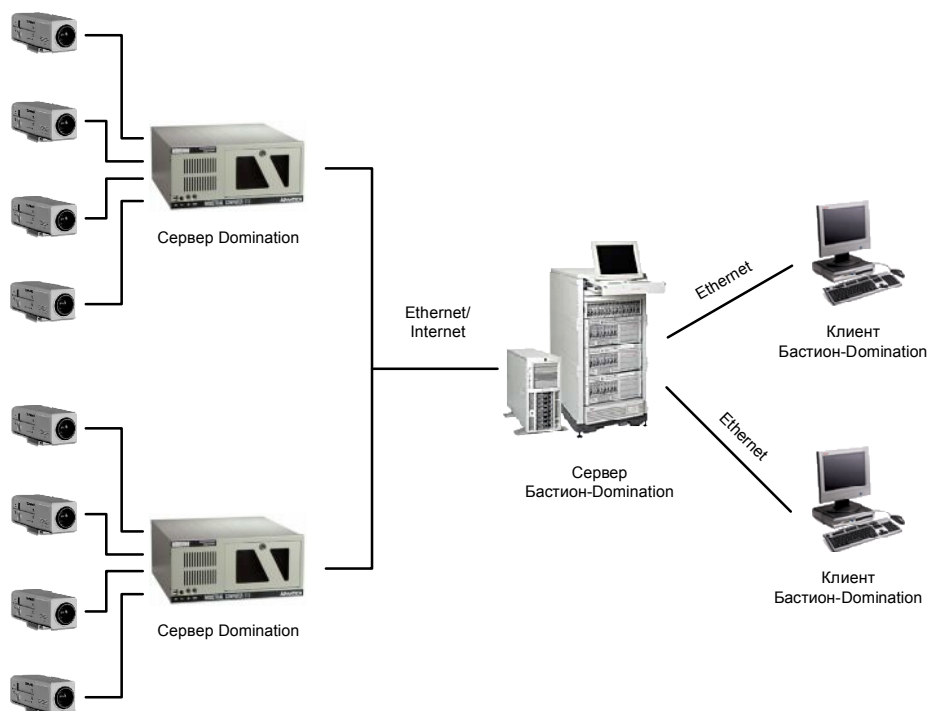 Сервер Domination
Ethernet/
Internet
Ethernet
Клиент
Бастион-Domination
Сервер
Бастион-Domination
Ethernet
Клиент
Бастион-Domination
Сервер Domination